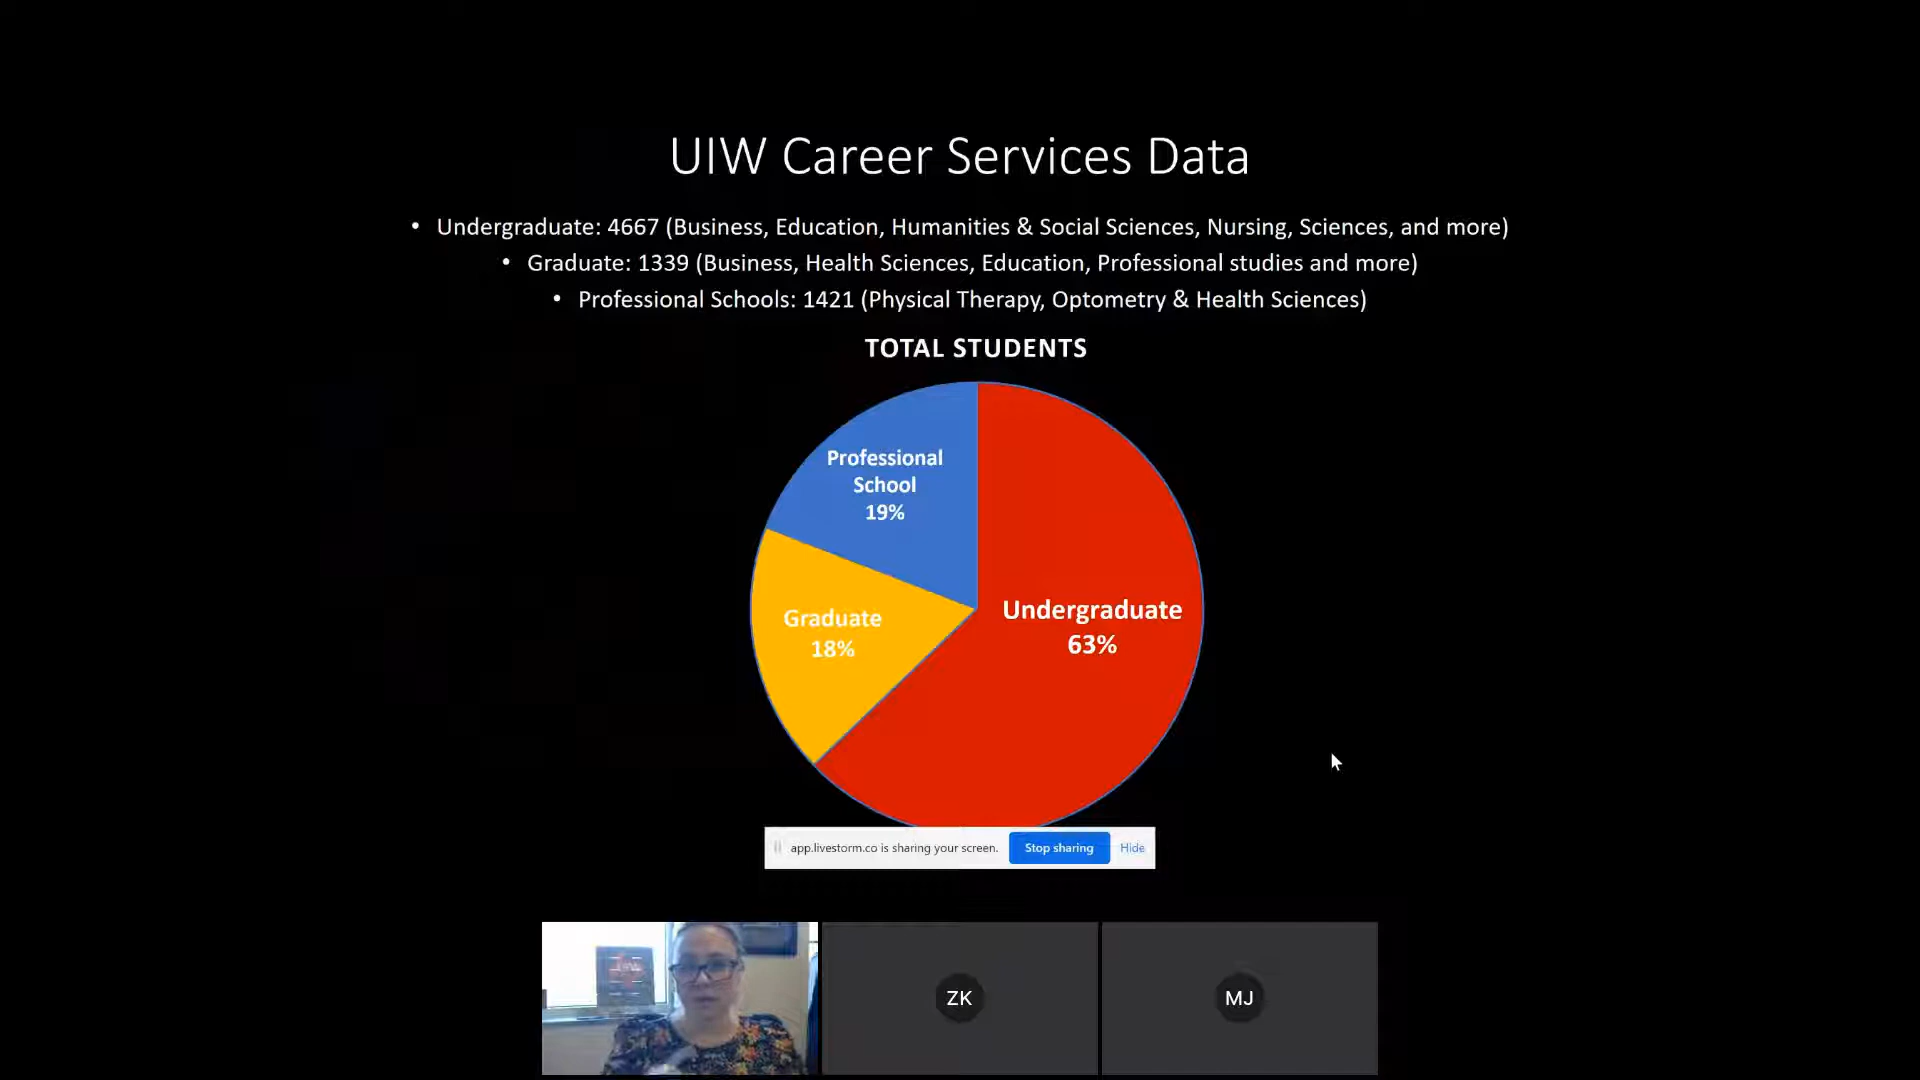 UIW Career Services Data
• Undergraduate: 4667 (Business, Education, Humanities & Social Sciences, Nursing, Sciences, and more)
• Graduate: 1339 (Business, Health Sciences, Education, Professional studies and more)
• Professional Schools: 1421 (Physical Therapy, Optometry & Health Sciences)
TOTAL STUDENTS
Professional
School
19%
Graduate
18%
Undergraduate
63%
app.livestorm.co is sharing your screen. Stop sharing Hide
ZK
MJ